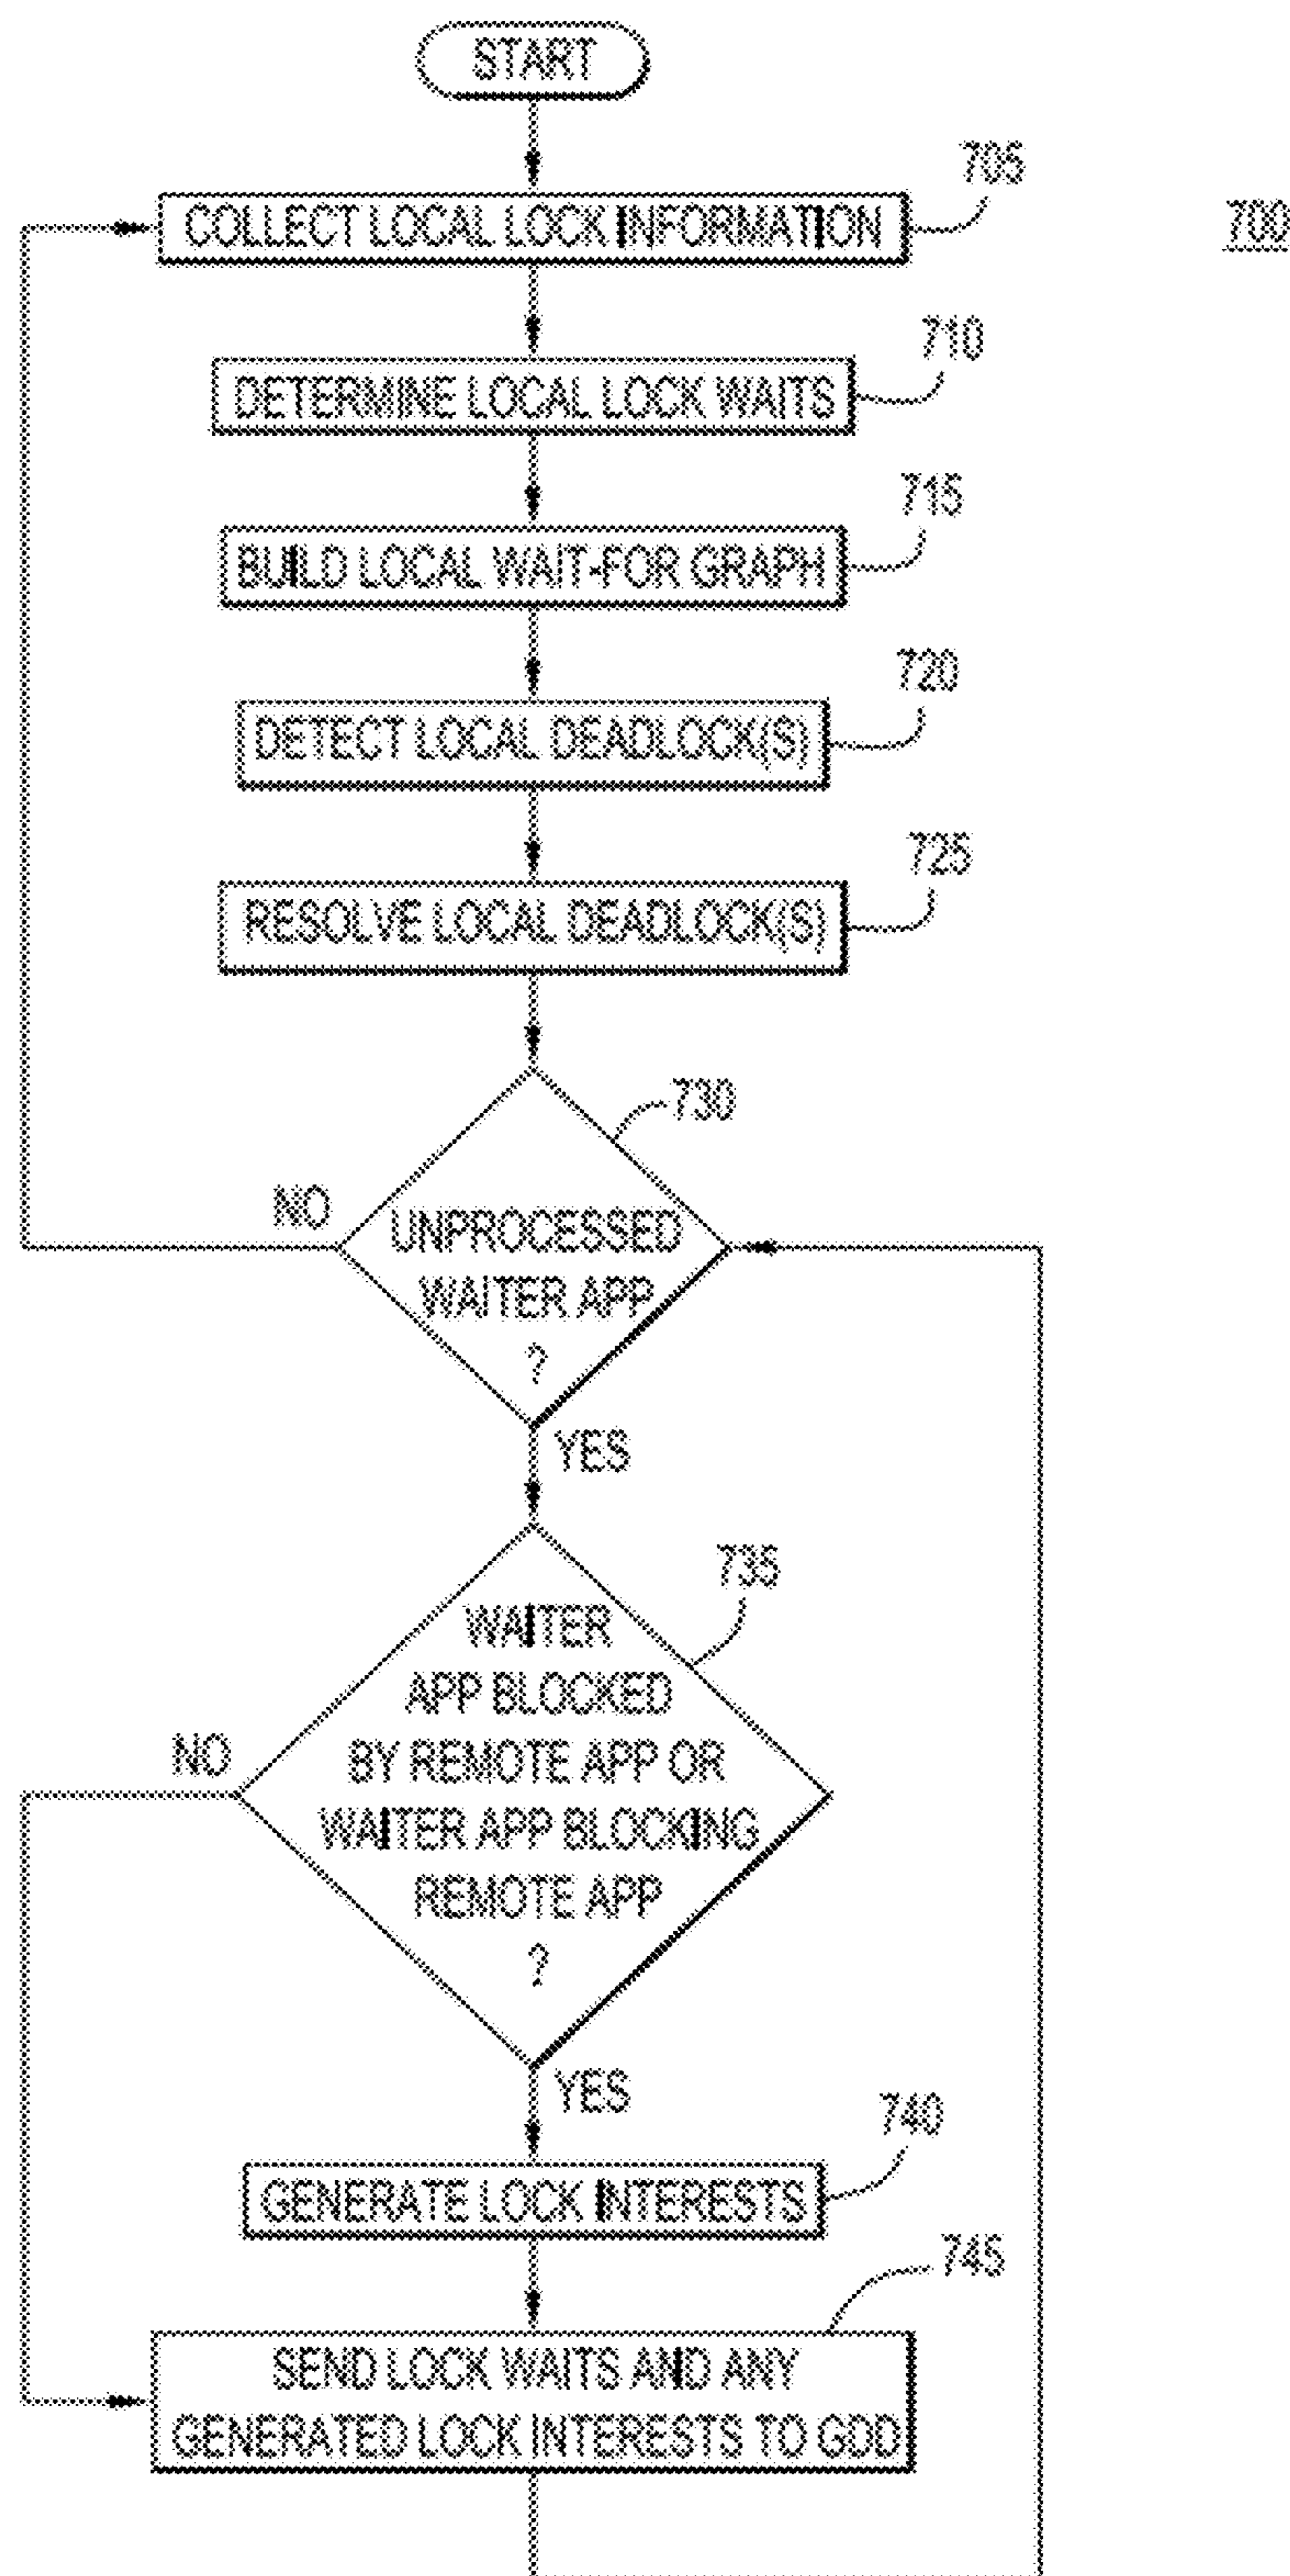 START
705
700
COLLECT LOCAL LOCK INFORMATION
710
DETERMINE LOCAL LOCK WAITS
715
BUILD LOCAL WAIT-FOR GRAPH
720
DETECT LOCAL DEADLOCK(S)
725
RESOLVE LOCAL DEADLOCK(S)
730
NO
UNPROCESSED
WAITER APP
?
YES
735
WAITER
APP BLOCKED
NO
BY REMOTE APP OR
WAITER APP BLOCKING
REMOTE APP
?
YES
740
GENERATE LOCK INTERESTS
745
SEND LOCK WAITS AND ANY
GENERATED LOCK INTERESTS TO GDD